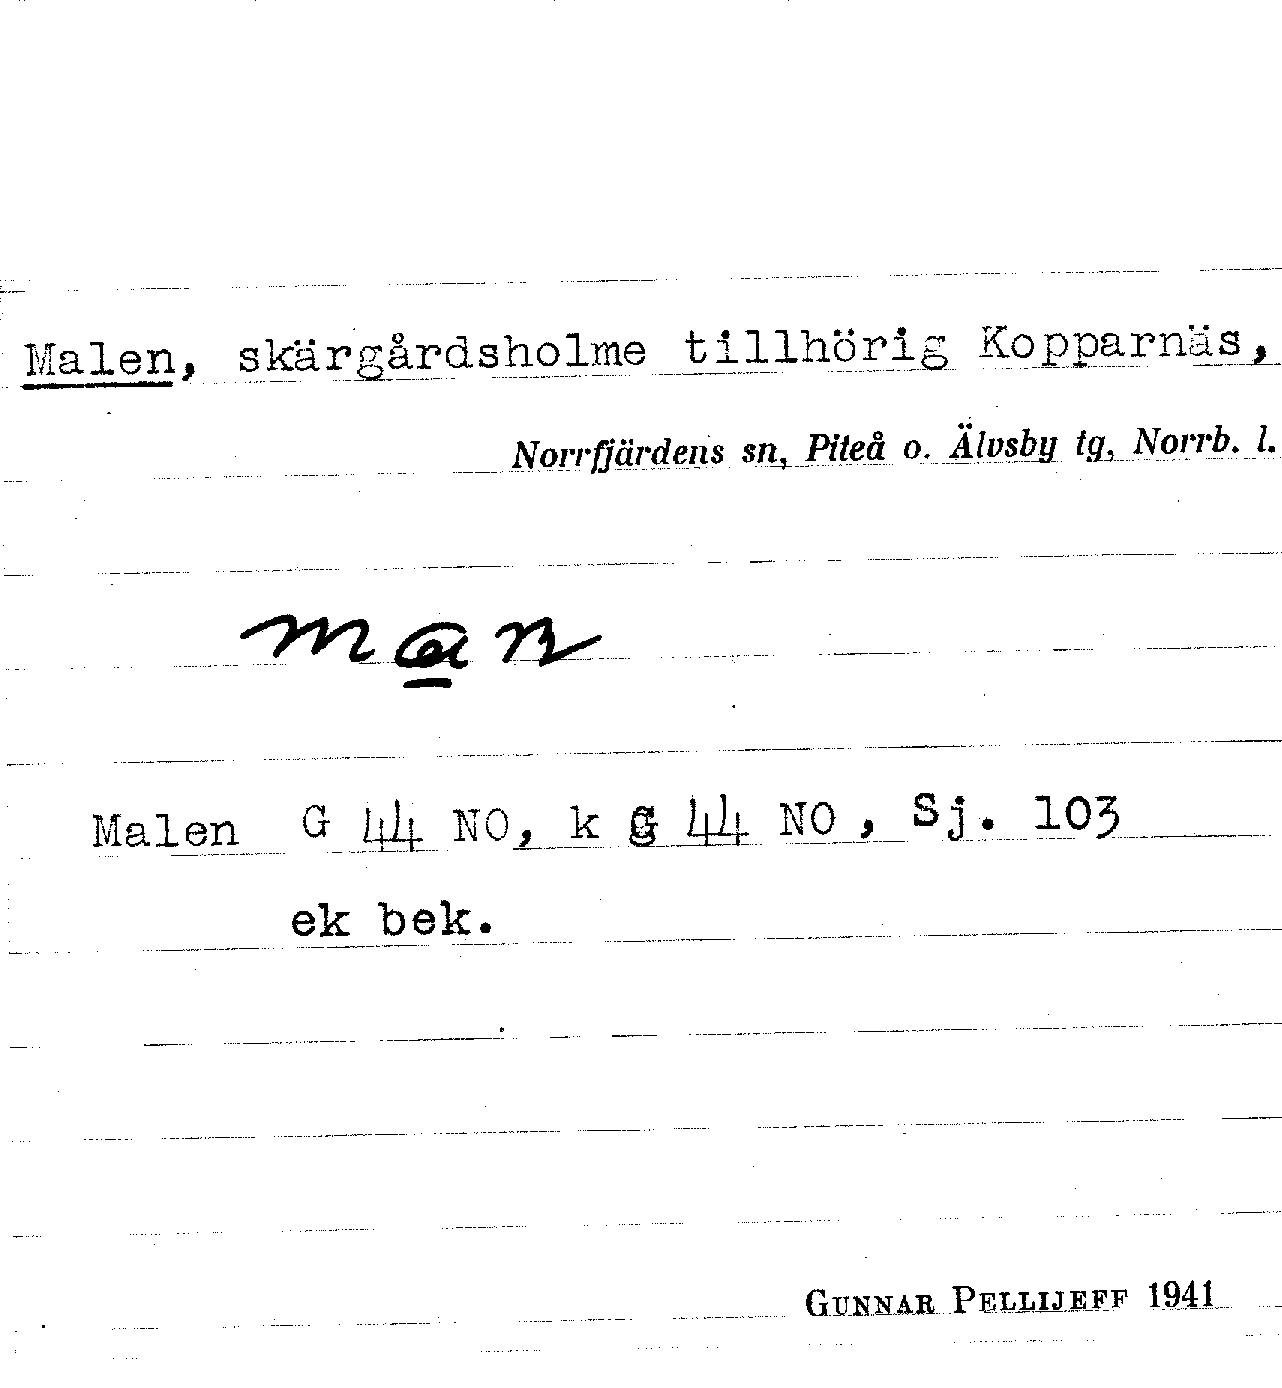 Malen, skärgårdsholme tillhörig Kopparnäs,
Norrfjärdens sn, Piteå o. Älvsby tg, Norrb. l.
Malen G 44 NO, k G 44 NO, Sj. 103
ek bek.
GUNNAR PELLIJEFF 1941